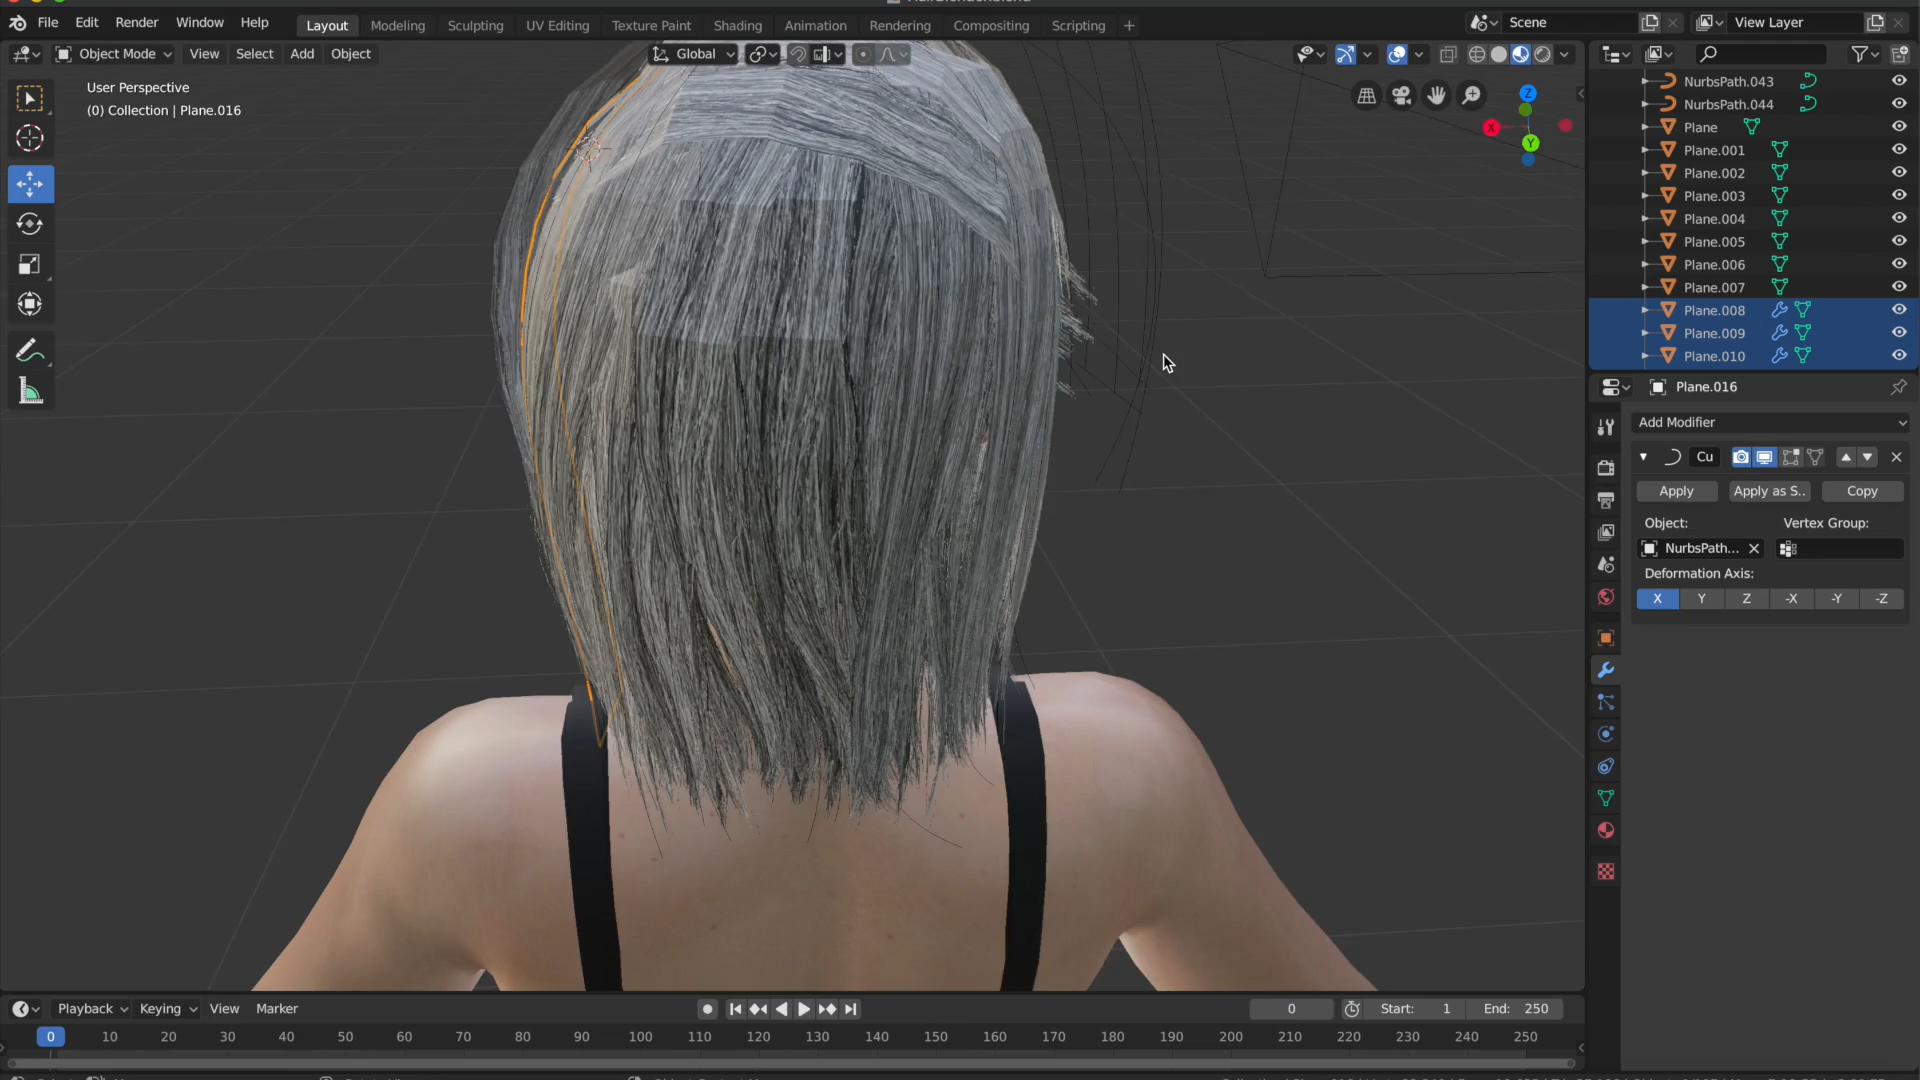 File Edit Render Window Help Layout Modeling Sculpting UV Editing Texture Paint Shading Animation Rendering Compositing Scripting + Scene View Layer
Object Mode View Select Add Object Global
User Perspective
(0) Collection | Plane.016
Z
X
Y
NurbsPath.043
NurbsPath.044
Plane
Plane.001
Plane.002
Plane.003
Plane.004
Plane.005
Plane.006
Plane.007
Plane.008
Plane.009
Plane.010
Plane.016
Add Modifier
Cu
Apply Apply as S.. Copy
Object: Vertex Group:
NurbsPath...
Deformation Axis:
X Y Z -X -Y -Z
Playback Keying View Marker 0 Start: 1 End: 250
0 10 20 30 40 50 60 70 80 90 100 110 120 130 140 150 160 170 180 190 200 210 220 230 240 250